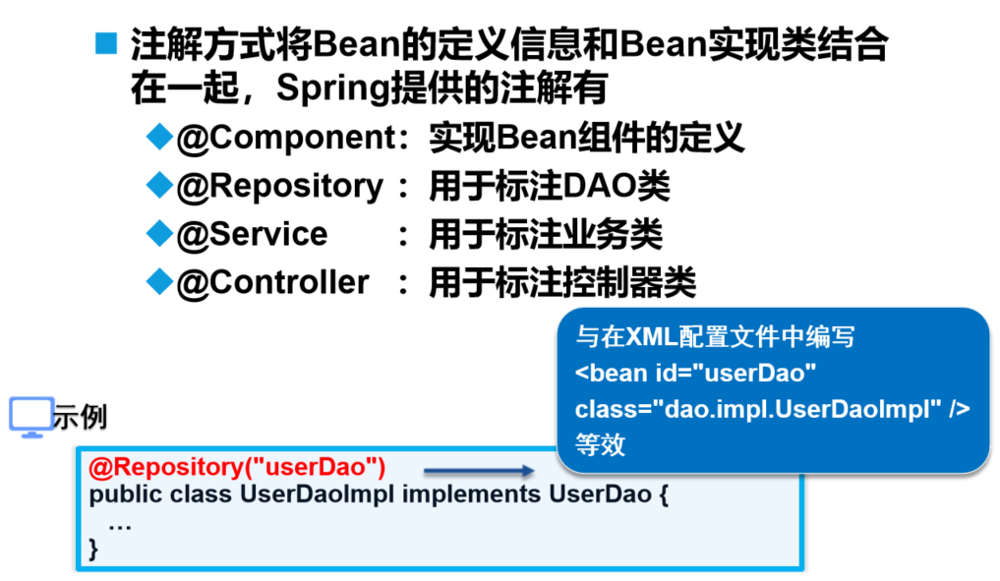 注解方式将Bean的定义信息和Bean实现类结合
在一起，Spring提供的注解有
@Component：实现Bean组件的定义
@Repository ：用于标注DAO类
@Service ：用于标注业务类
@Controller ：用于标注控制器类
与在XML配置文件中编写
<bean id="userDao"
class="dao.impl.UserDaoImpl" />
等效
示例
@Repository("userDao")
public class UserDaoImpl implements UserDao {
...
}